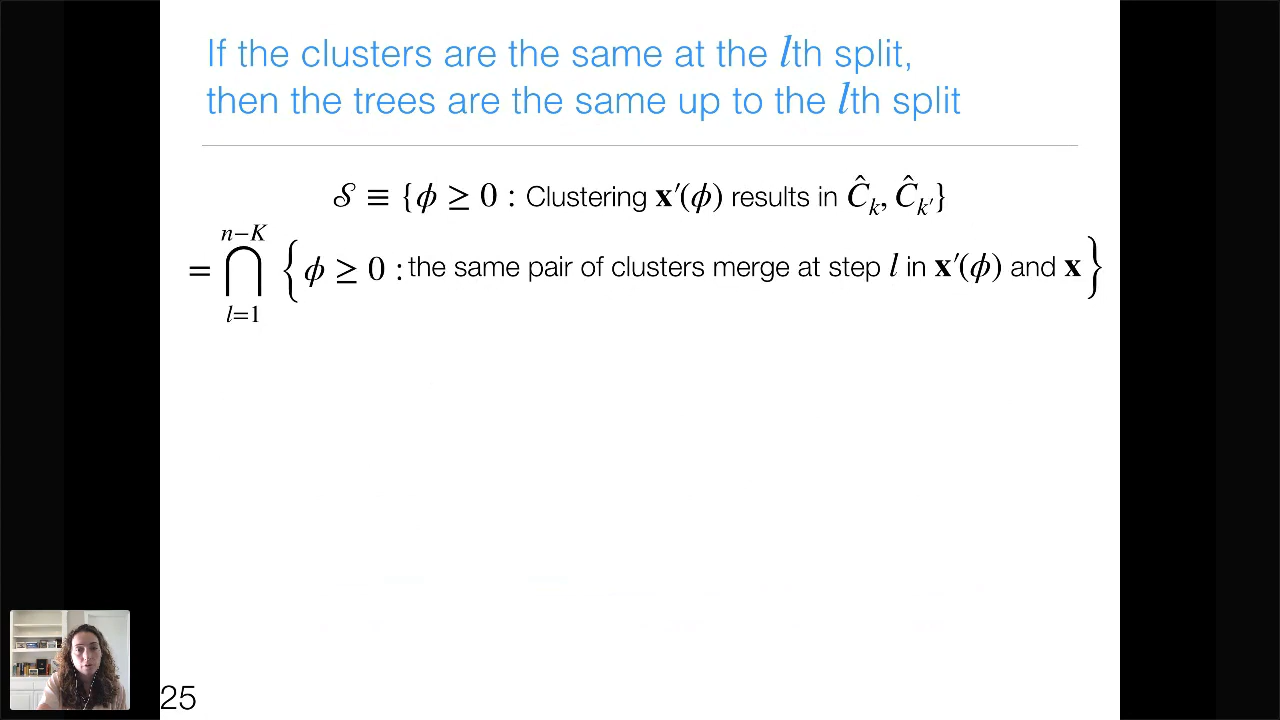 If the clusters are the same at the lth split,
then the trees are the same up to the lth split
𝒮 ≡ {ϕ ≥ 0 : Clustering 𝐱′(ϕ) results in Ĉₖ, Ĉₖ′}
n−K
= ⋂ {ϕ ≥ 0 : the same pair of clusters merge at step l in 𝐱′(ϕ) and 𝐱}
l=1
25